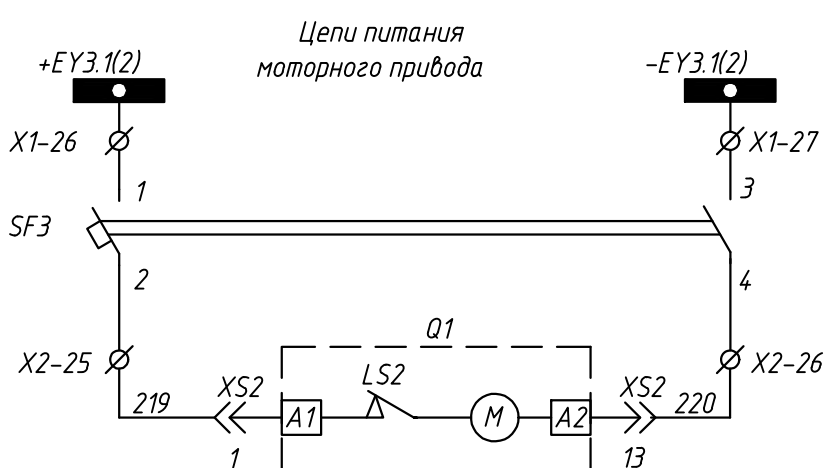 Цепи питания
моторного привода
+EY3.1(2)
-EY3.1(2)
X1-26
X1-27
1
3
SF3
2
4
Q1
X2-25
X2-26
XS2
LS2
XS2
219
A1
M
A2
220
1
13